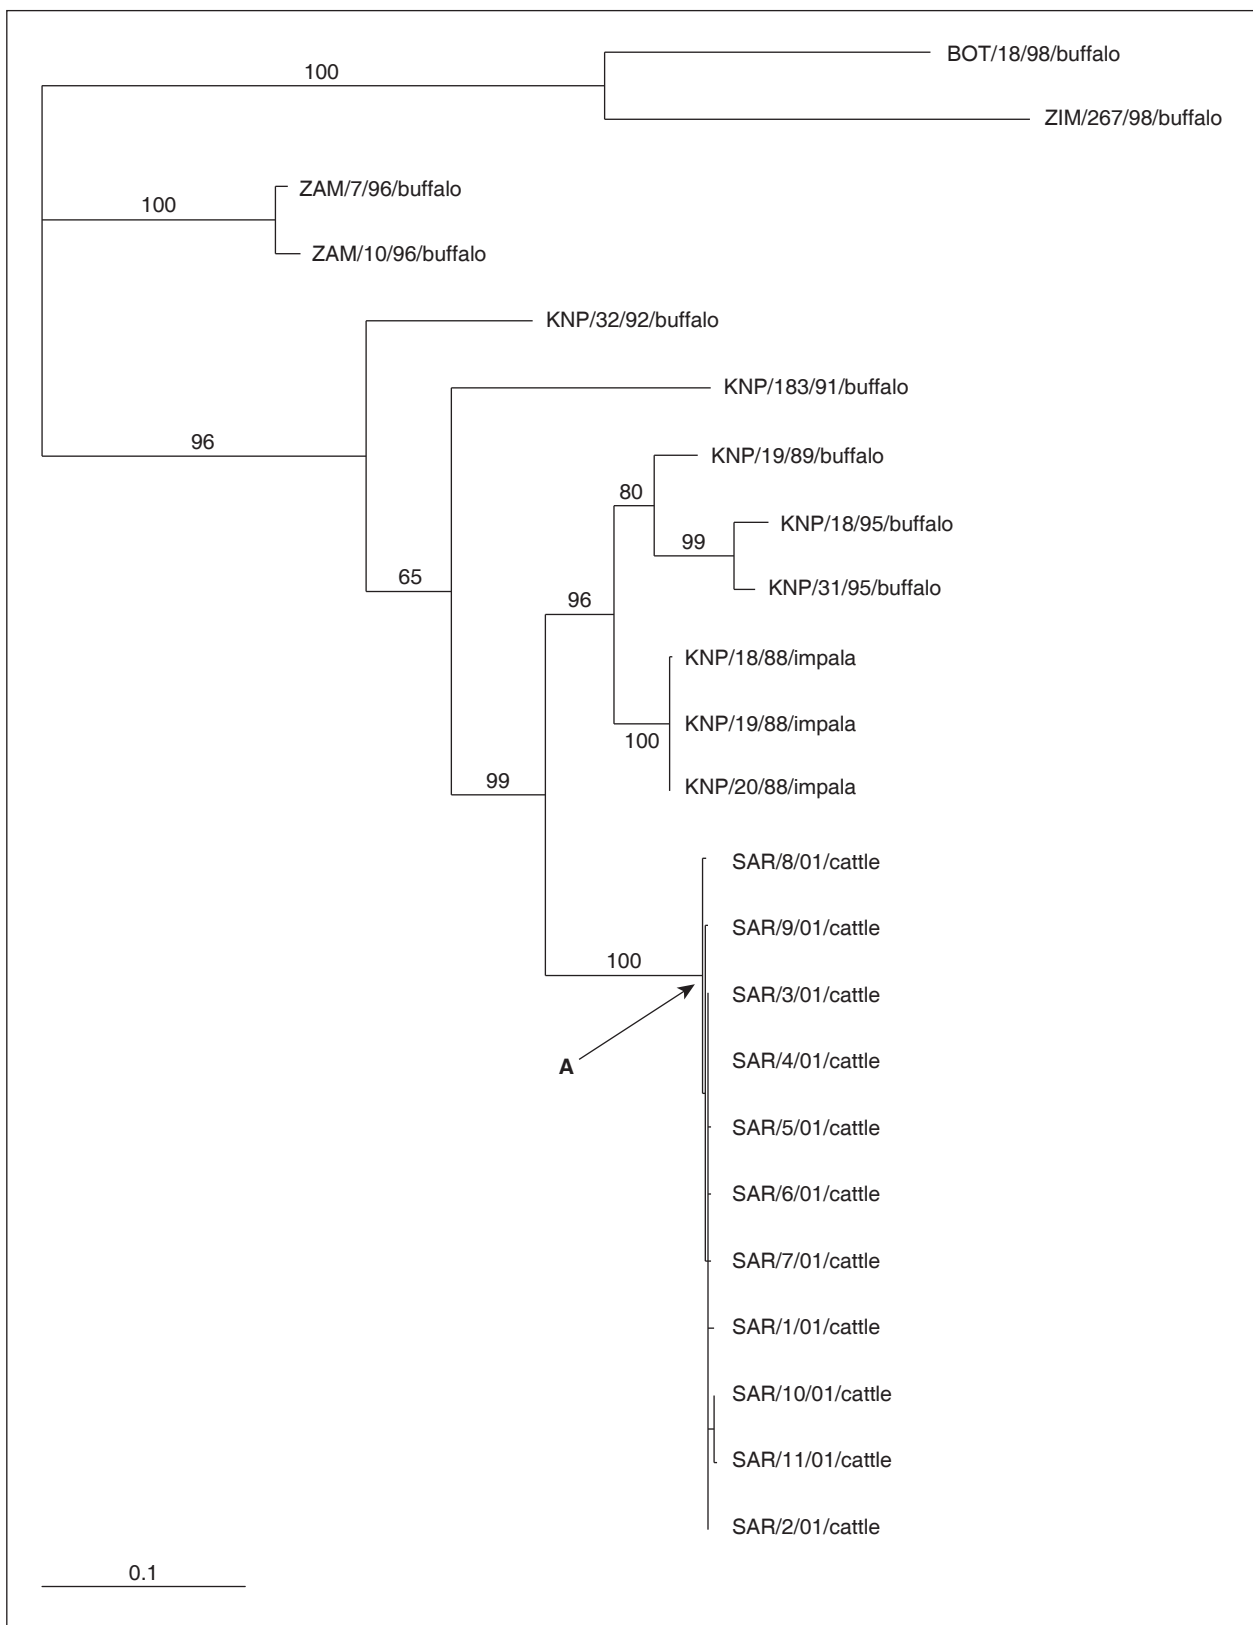 BOT/18/98/buffalo
100
ZIM/267/98/buffalo
ZAM/7/96/buffalo
100
ZAM/10/96/buffalo
KNP/32/92/buffalo
KNP/183/91/buffalo
96
KNP/19/89/buffalo
80
KNP/18/95/buffalo
99
65
KNP/31/95/buffalo
96
KNP/18/88/impala
KNP/19/88/impala
100
99
KNP/20/88/impala
SAR/8/01/cattle
SAR/9/01/cattle
100
SAR/3/01/cattle
A
SAR/4/01/cattle
SAR/5/01/cattle
SAR/6/01/cattle
SAR/7/01/cattle
SAR/1/01/cattle
SAR/10/01/cattle
SAR/11/01/cattle
SAR/2/01/cattle
0.1